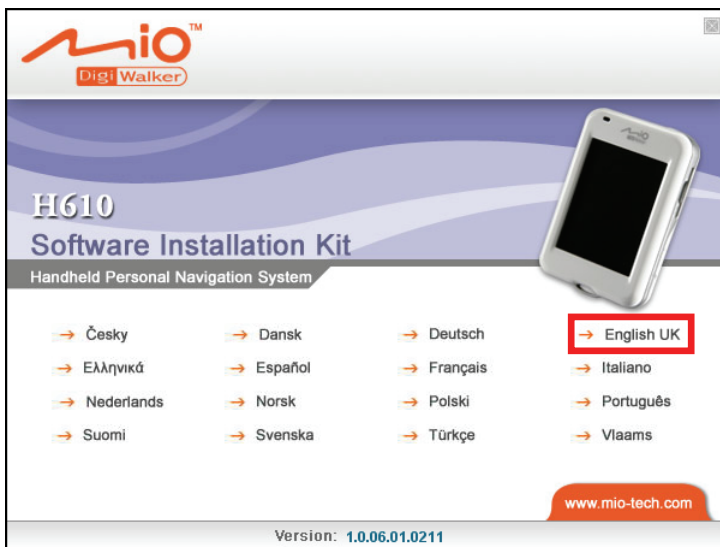 Mio™
DigiWalker
H610
Software Installation Kit
Handheld Personal Navigation System
Česky Dansk Deutsch English UK
Ελληνικά Español Français Italiano
Nederlands Norsk Polski Português
Suomi Svenska Türkçe Vlaams
www.mio-tech.com
Version: 1.0.06.01.0211